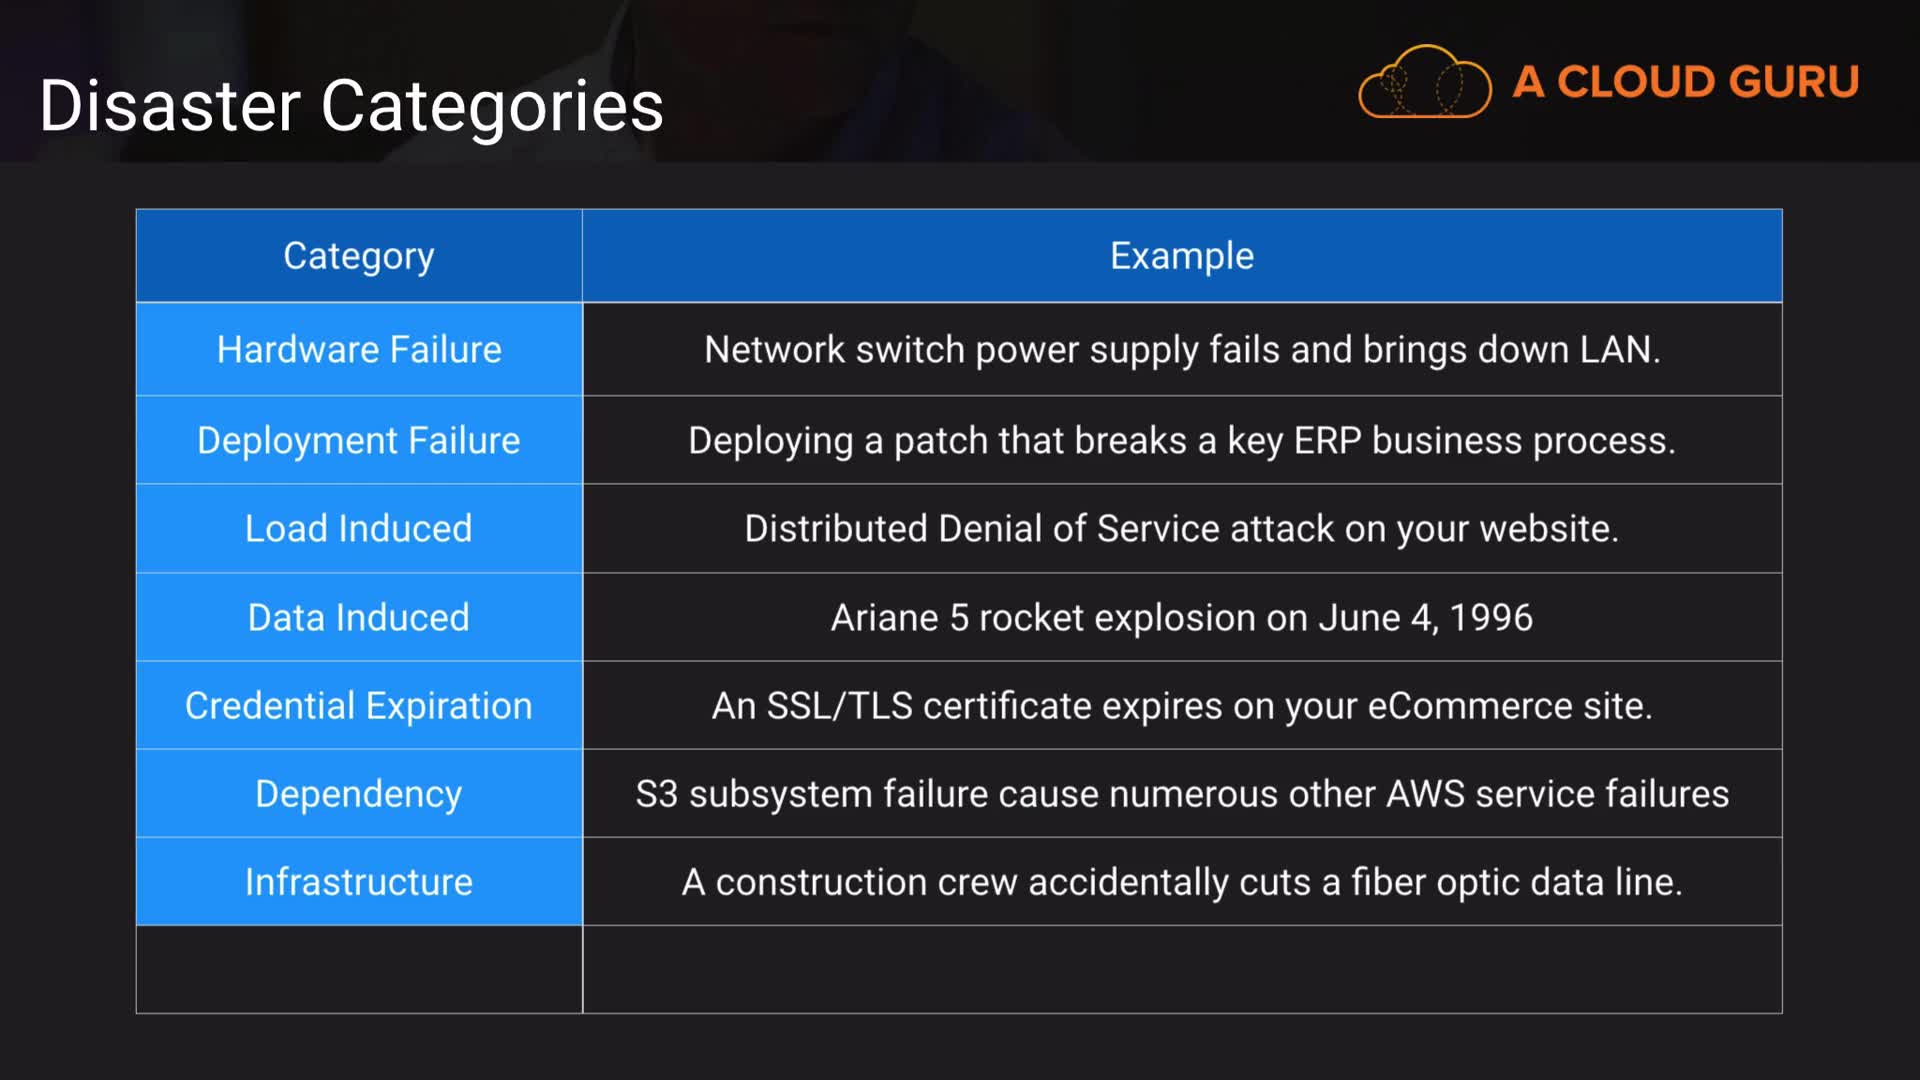 Disaster Categories
A CLOUD GURU
Category Example
Hardware Failure Network switch power supply fails and brings down LAN.
Deployment Failure Deploying a patch that breaks a key ERP business process.
Load Induced Distributed Denial of Service attack on your website.
Data Induced Ariane 5 rocket explosion on June 4, 1996
Credential Expiration An SSL/TLS certificate expires on your eCommerce site.
Dependency S3 subsystem failure cause numerous other AWS service failures
Infrastructure A construction crew accidentally cuts a fiber optic data line.